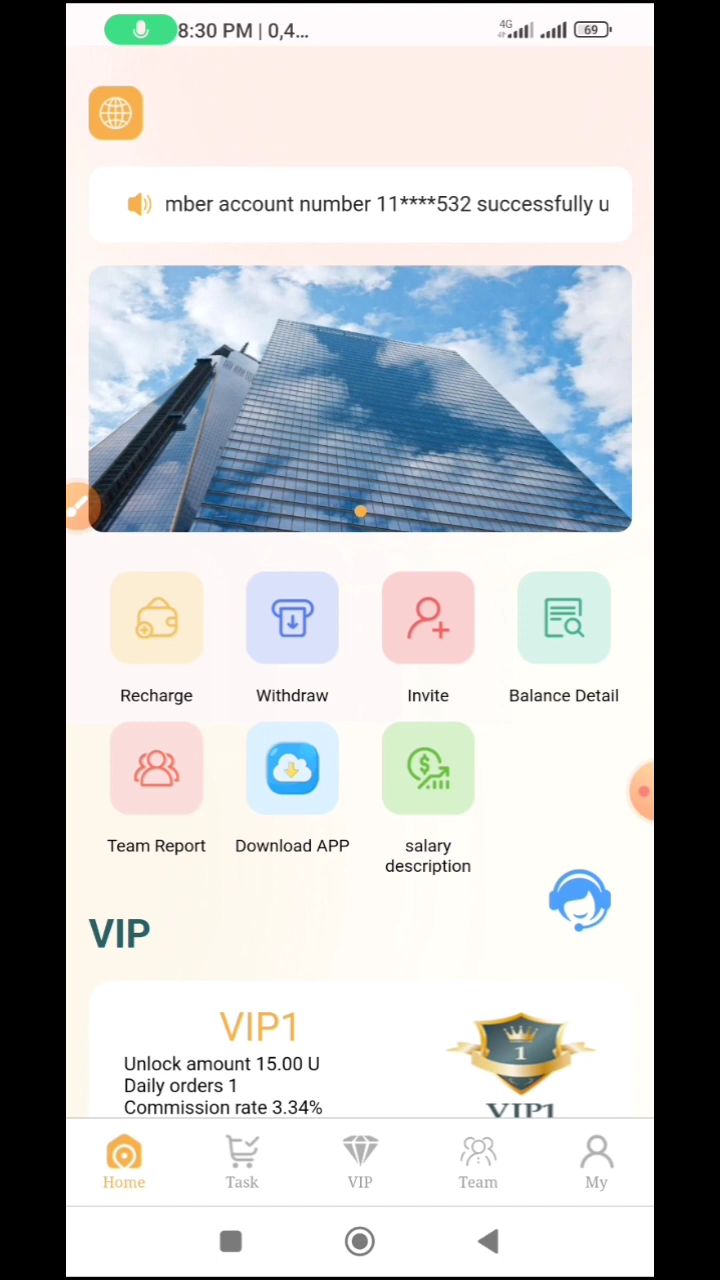 8:30 PM | 0,4...
4G
69
mber account number 11****532 successfully u
Recharge
Withdraw
Invite
Balance Detail
Team Report
Download APP
salary
description
VIP
VIP1
Unlock amount 15.00 U
Daily orders 1
Commission rate 3.34%
1
VIP1
Home
Task
VIP
Team
My